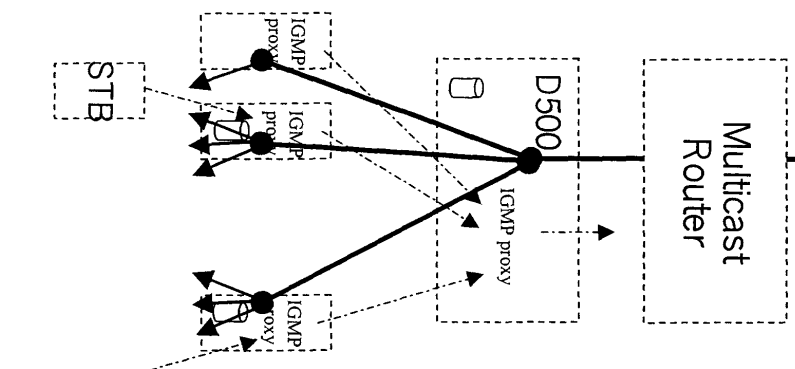 Multicast
Router
D500
IGMP proxy
IGMP
proxy
IGMP
proxy
IGMP
proxy
STB